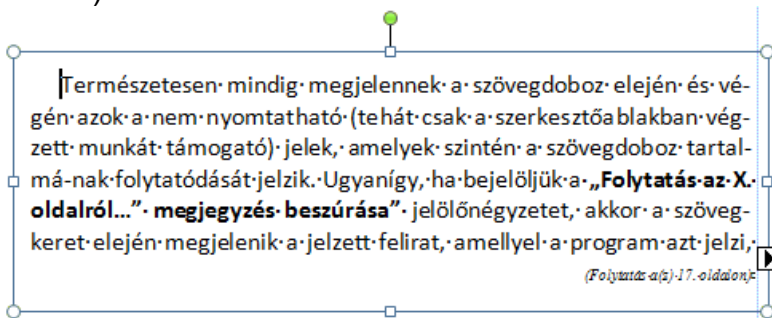 Természetesen mindig megjelennek a szövegdoboz elején és vé-
gén azok a nem nyomtatható (tehát csak a szerkesztőablakban vég-
zett munkát támogató) jelek, amelyek szintén a szövegdoboz tartal-
má-nak folytatódását jelzik. Ugyanígy, ha bejelöljük a „Folytatás az X.
oldalról...” megjegyzés beszúrása” jelölőnégyzetet, akkor a szöveg-
keret elején megjelenik a jelzett felirat, amellyel a program azt jelzi,
(Folytatás a(z) 17. oldalon)